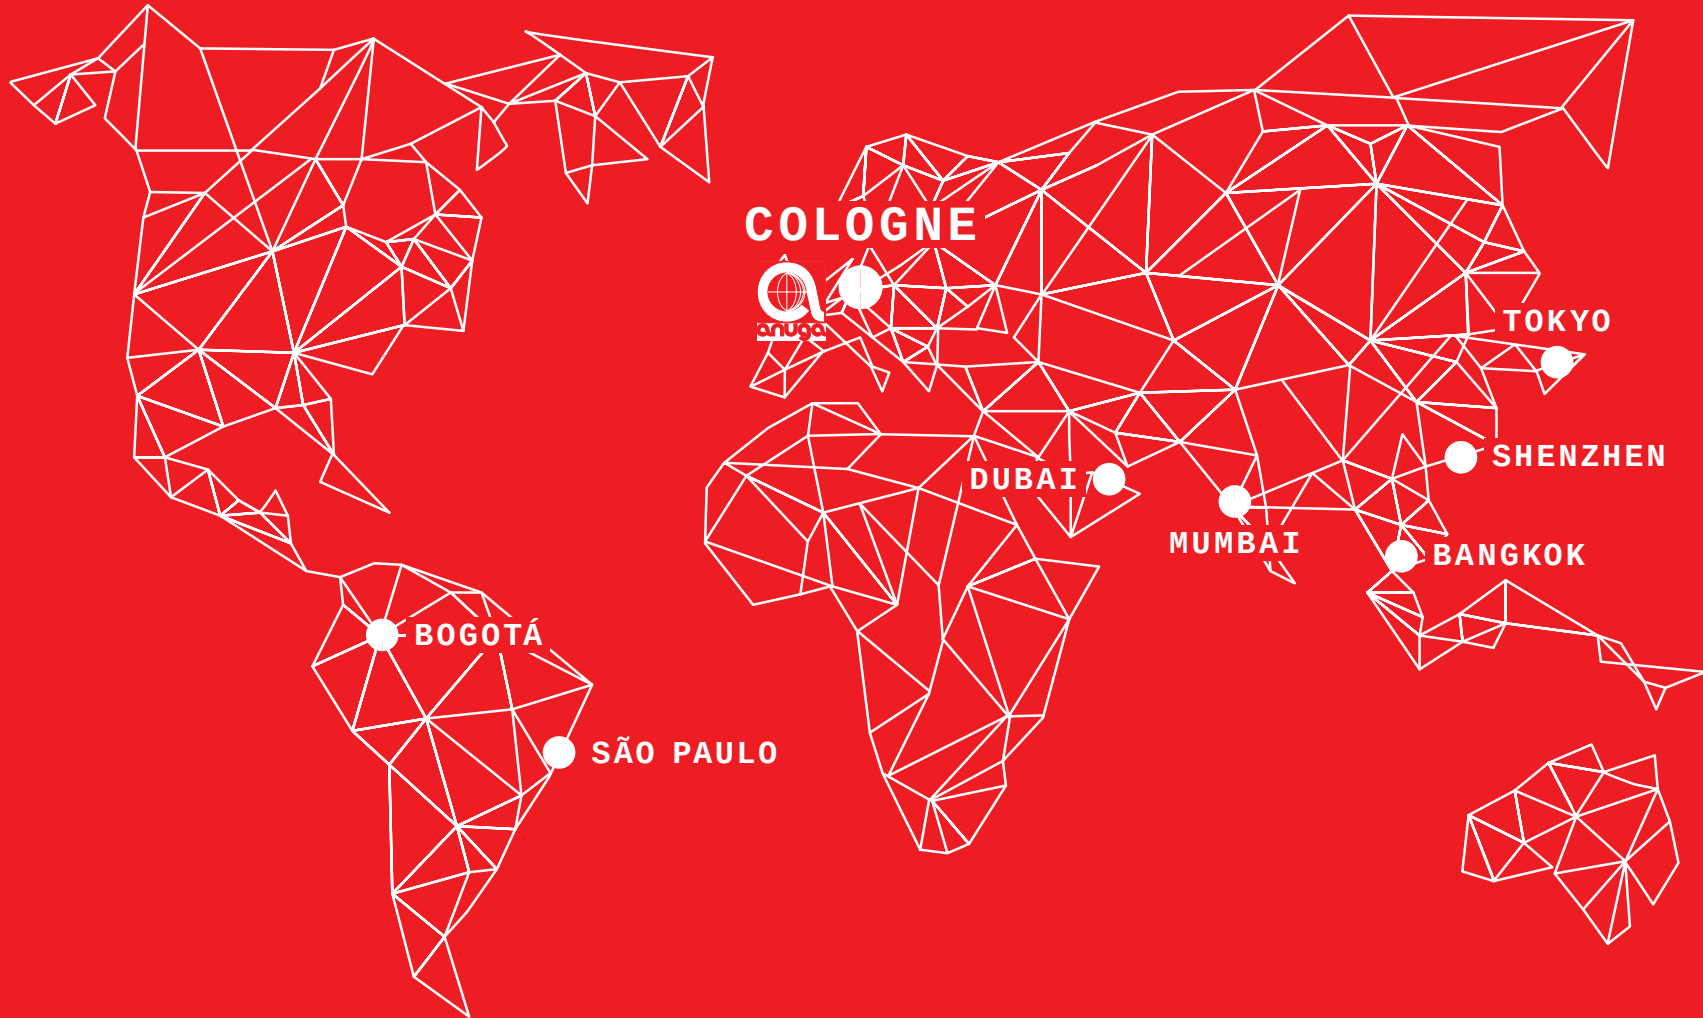 COLOGNE
anuga
TOKYO
SHENZHEN
DUBAI
MUMBAI
BANGKOK
BOGOTÁ
SÃO PAULO